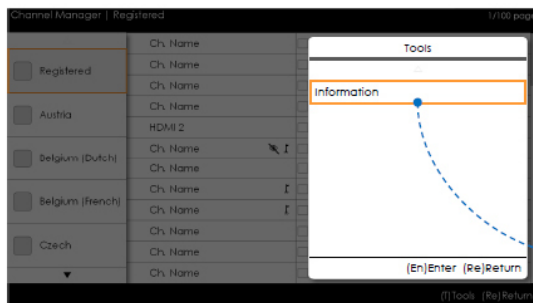 Channel Manager | Registered
1/100 page
Registered
Austria
Belgium (Dutch)
Belgium (French)
Czech
Ch. Name
Ch. Name
Ch. Name
Ch. Name
HDMI 2
Ch. Name
Ch. Name
Ch. Name
Ch. Name
Ch. Name
Ch. Name
Ch. Name
Tools
...
Information
(En)Enter (Re)Return
(T)Tools (Re)Return